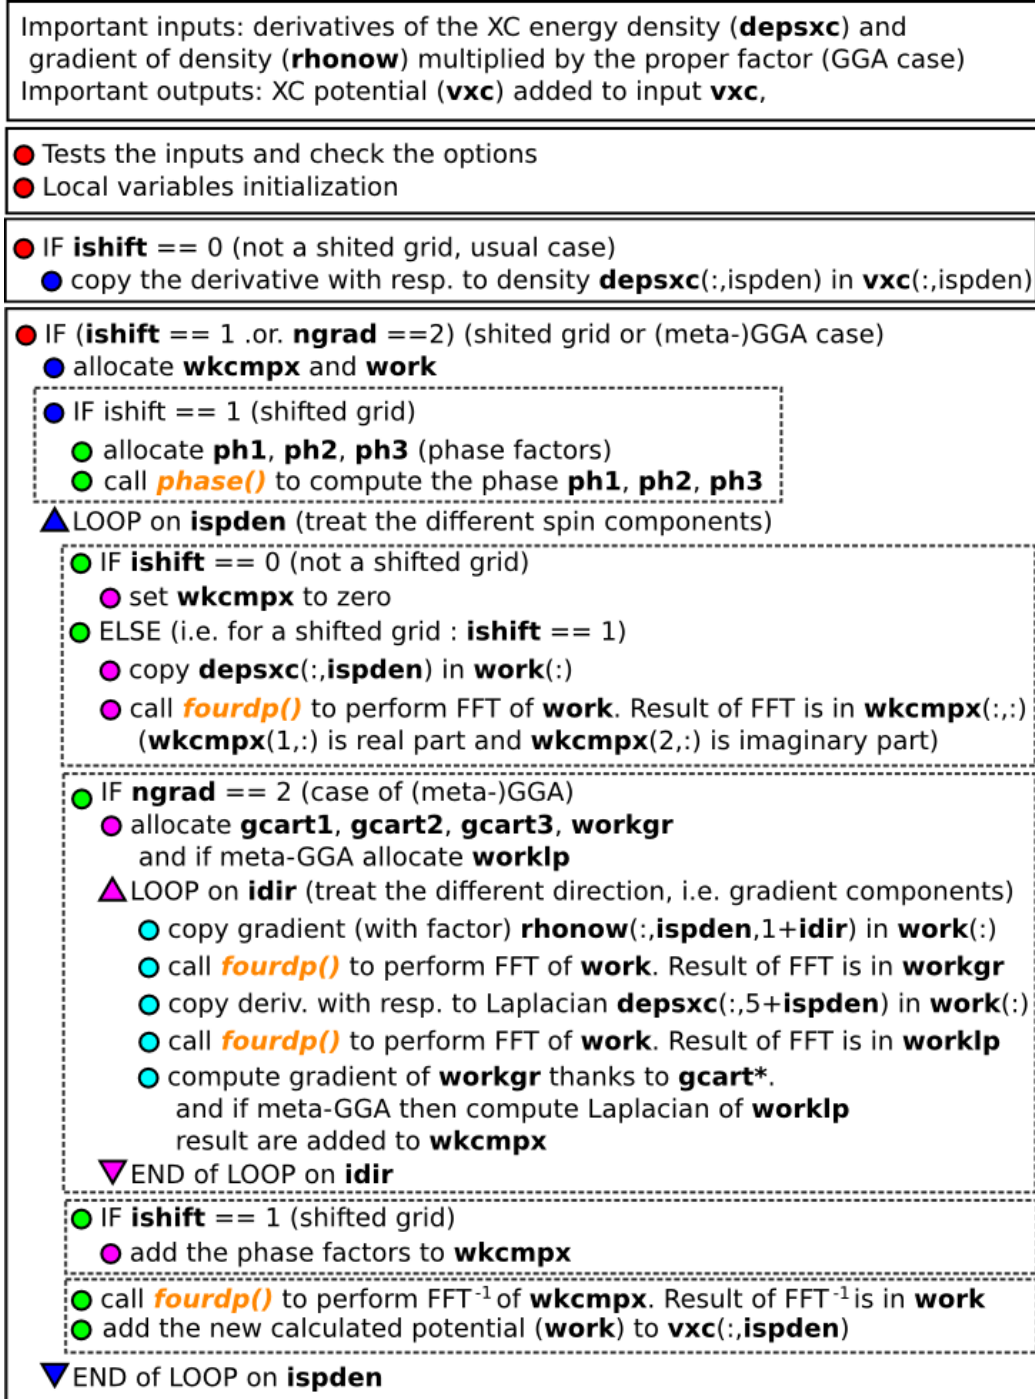 Important inputs: derivatives of the XC energy density (depsxc) and
gradient of density (rhonow) multiplied by the proper factor (GGA case)
Important outputs: XC potential (vxc) added to input vxc,
Tests the inputs and check the options
Local variables initialization
IF ishift == 0 (not a shited grid, usual case)
copy the derivative with resp. to density depsxc(:,ispden) in vxc(:,ispden)
IF (ishift == 1 .or. ngrad ==2) (shited grid or (meta-)GGA case)
allocate wkcmpx and work
IF ishift == 1 (shifted grid)
allocate ph1, ph2, ph3 (phase factors)
call phase() to compute the phase ph1, ph2, ph3
LOOP on ispden (treat the different spin components)
IF ishift == 0 (not a shifted grid)
set wkcmpx to zero
ELSE (i.e. for a shifted grid : ishift == 1)
copy depsxc(:,ispden) in work(:)
call fourdp() to perform FFT of work. Result of FFT is in wkcmpx(:,:)
(wkcmpx(1,:) is real part and wkcmpx(2,:) is imaginary part)
IF ngrad == 2 (case of (meta-)GGA)
allocate gcart1, gcart2, gcart3, workgr
and if meta-GGA allocate worklp
LOOP on idir (treat the different direction, i.e. gradient components)
copy gradient (with factor) rhonow(:,ispden,1+idir) in work(:)
call fourdp() to perform FFT of work. Result of FFT is in workgr
copy deriv. with resp. to Laplacian depsxc(:,5+ispden) in work(:)
call fourdp() to perform FFT of work. Result of FFT is in worklp
compute gradient of workgr thanks to gcart*.
and if meta-GGA then compute Laplacian of worklp
result are added to wkcmpx
END of LOOP on idir
IF ishift == 1 (shifted grid)
add the phase factors to wkcmpx
call fourdp() to perform FFT⁻¹ of wkcmpx. Result of FFT⁻¹ is in work
add the new calculated potential (work) to vxc(:,ispden)
END of LOOP on ispden